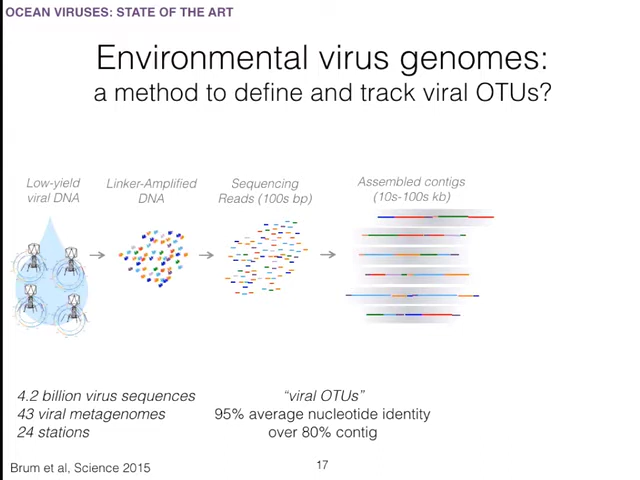 OCEAN VIRUSES: STATE OF THE ART
Environmental virus genomes:
a method to define and track viral OTUs?
Low-yield
viral DNA
Linker-Amplified
DNA
Sequencing
Reads (100s bp)
Assembled contigs
(10s-100s kb)
4.2 billion virus sequences
43 viral metagenomes
24 stations
“viral OTUs”
95% average nucleotide identity
over 80% contig
Brum et al, Science 2015
17